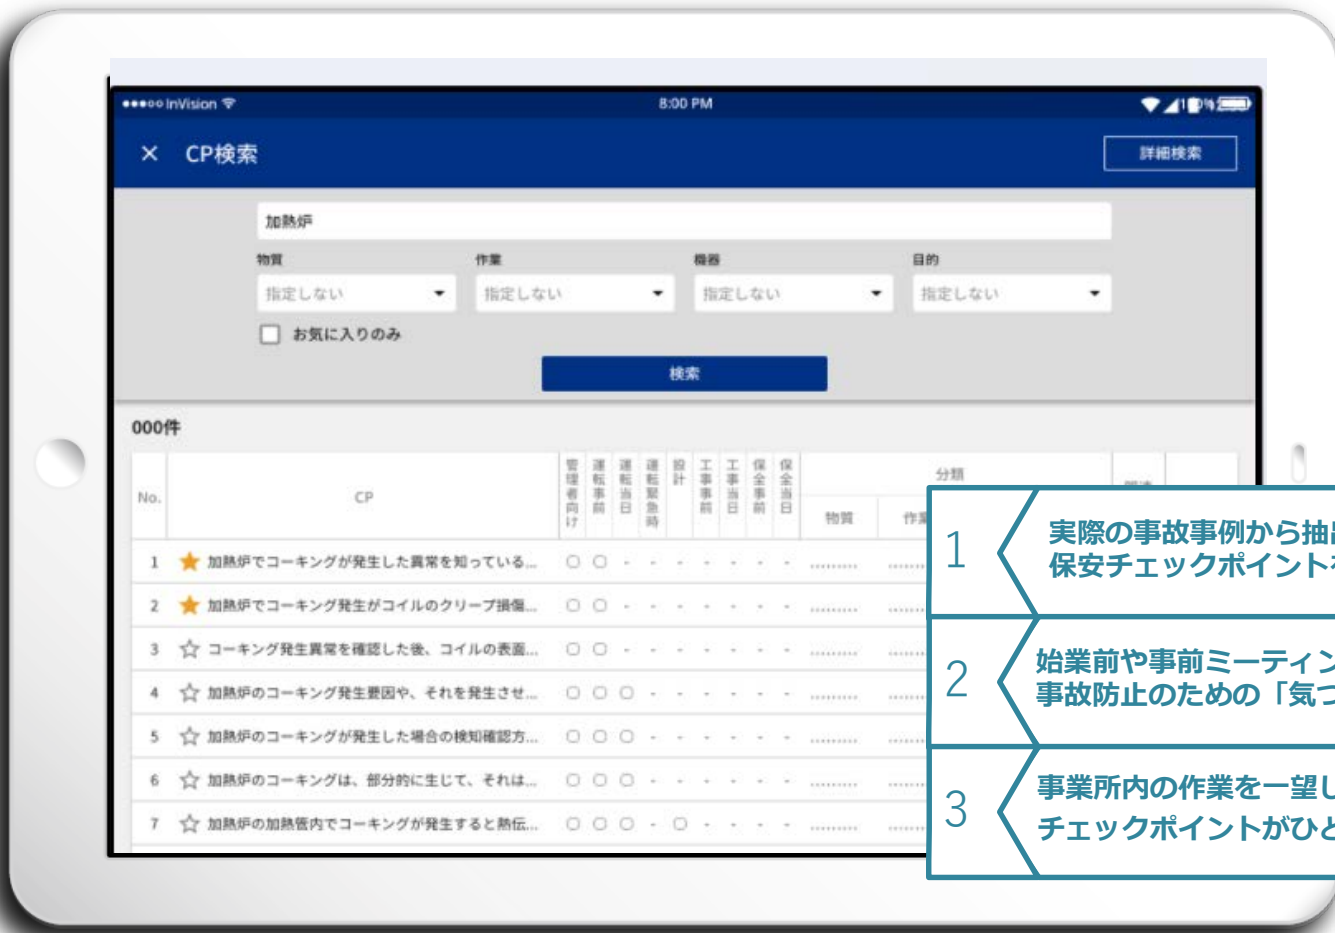 InVision 8:00 PM
× CP検索 詳細検索
加熱炉
物質 作業 機器 目的
指定しない 指定しない 指定しない 指定しない
お気に入りのみ
検索
000件
No. CP 管理者向け 運転事前 運転当日 運転緊急時 設計 工事事前 工事当日 保全事前 保全当日 分類
物質 作業
1 加熱炉でコーキングが発生した異常を知っている... ○ ○ - - - - - - - .........
2 加熱炉でコーキング発生がコイルのクリープ損傷... ○ ○ - - - - - - - .........
3 コーキング発生異常を確認した後、コイルの表面... ○ ○ - - - - - - - .........
4 加熱炉のコーキング発生要因や、それを発生させ... ○ ○ ○ - - - - - - .........
5 加熱炉のコーキングが発生した場合の検知確認方... ○ ○ ○ - - - - - - .........
6 加熱炉のコーキングは、部分的に生じて、それは... ○ ○ ○ - - - - - - .........
7 加熱炉の加熱管内でコーキングが発生すると熱伝... ○ ○ ○ - ○ - - - - .........
1
実際の事故事例から抽
保安チェックポイント
2
始業前や事前ミーティン
事故防止のための「気づ
3
事業所内の作業を一望し
チェックポイントがひと